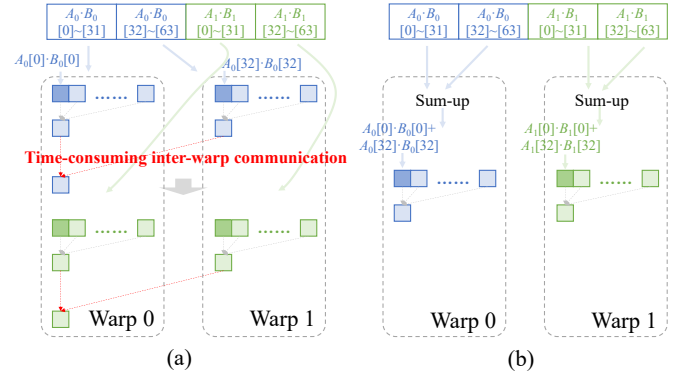 A₀·B₀ A₀·B₀ A₁·B₁ A₁·B₁
[0]~[31] [32]~[63] [0]~[31] [32]~[63]
A₀[0]·B₀[0] A₀[32]·B₀[32]
...... ......
Time-consuming inter-warp communication
...... ......
Warp 0 Warp 1
(a)
A₀·B₀ A₀·B₀ A₁·B₁ A₁·B₁
[0]~[31] [32]~[63] [0]~[31] [32]~[63]
Sum-up Sum-up
A₀[0]·B₀[0]+ A₁[0]·B₁[0]+
A₀[32]·B₀[32] A₁[32]·B₁[32]
...... ......
Warp 0 Warp 1
(b)